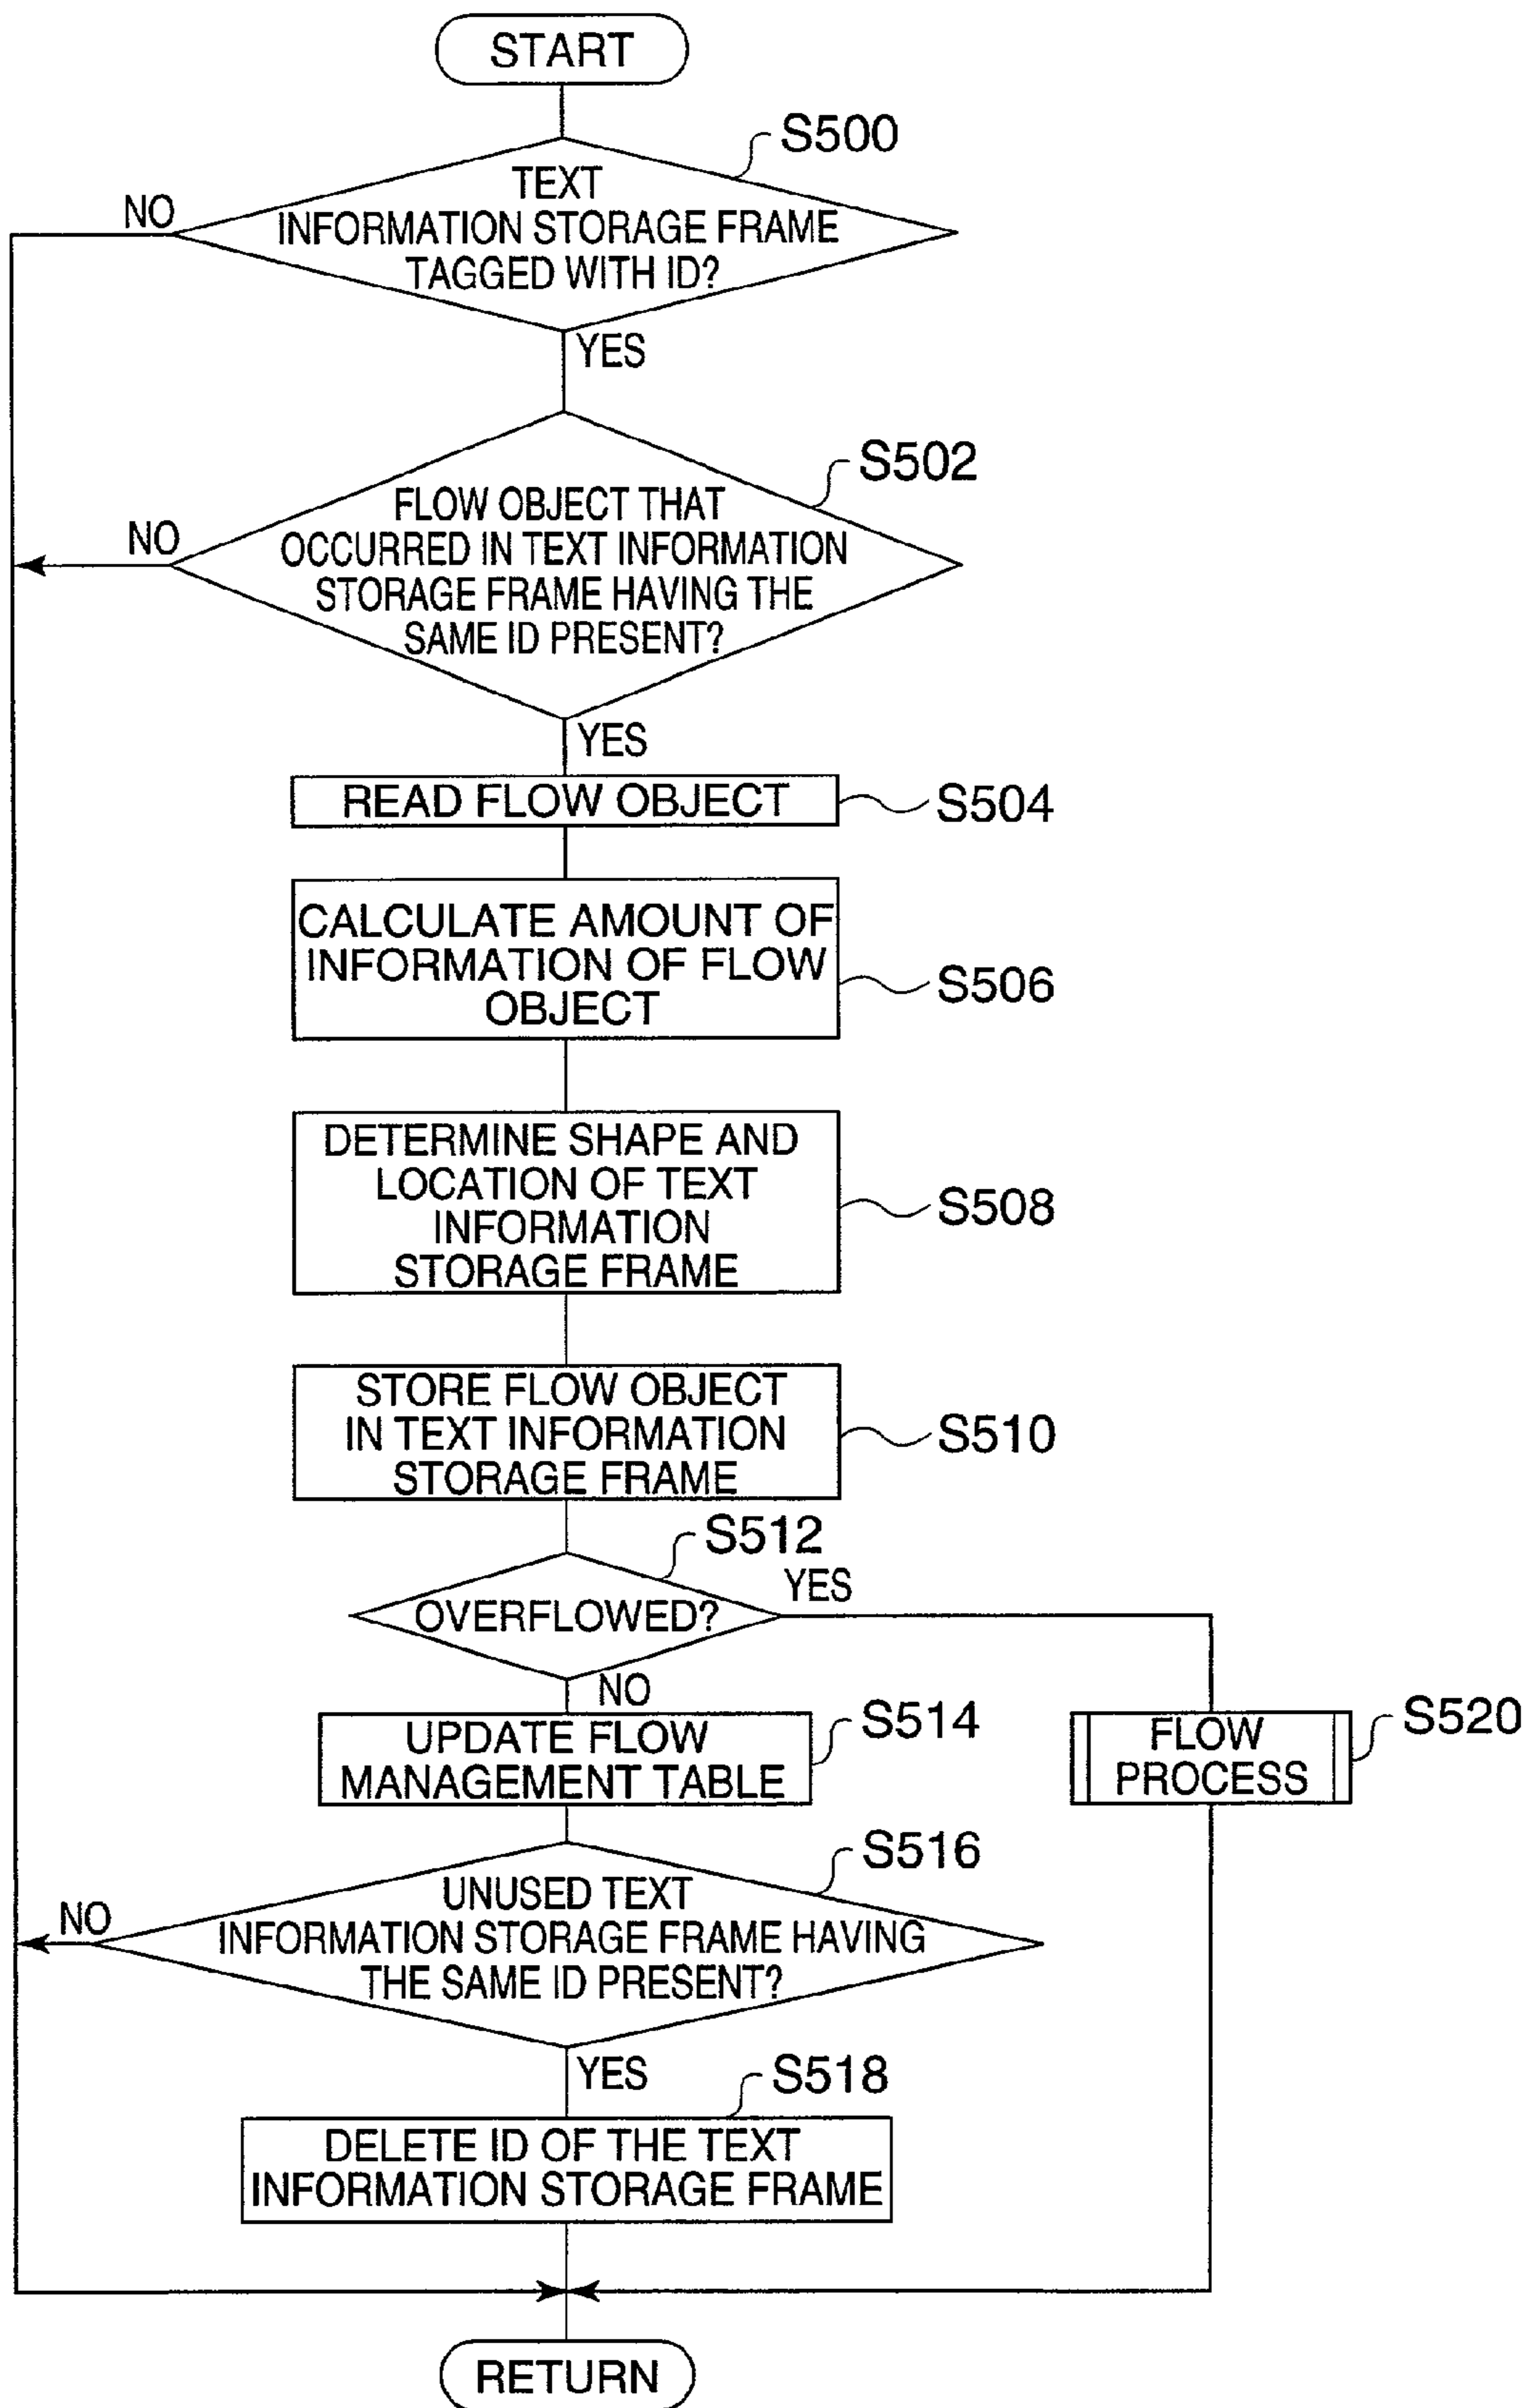 START
S500
TEXT
INFORMATION STORAGE FRAME
TAGGED WITH ID?
NO
YES
S502
FLOW OBJECT THAT
OCCURRED IN TEXT INFORMATION
STORAGE FRAME HAVING THE
SAME ID PRESENT?
NO
YES
READ FLOW OBJECT
S504
CALCULATE AMOUNT OF
INFORMATION OF FLOW
OBJECT
S506
DETERMINE SHAPE AND
LOCATION OF TEXT
INFORMATION
STORAGE FRAME
S508
STORE FLOW OBJECT
IN TEXT INFORMATION
STORAGE FRAME
S510
S512
OVERFLOWED?
YES
NO
UPDATE FLOW
MANAGEMENT TABLE
S514
FLOW
PROCESS
S520
S516
UNUSED TEXT
INFORMATION STORAGE FRAME HAVING
THE SAME ID PRESENT?
NO
YES
S518
DELETE ID OF THE TEXT
INFORMATION STORAGE FRAME
RETURN